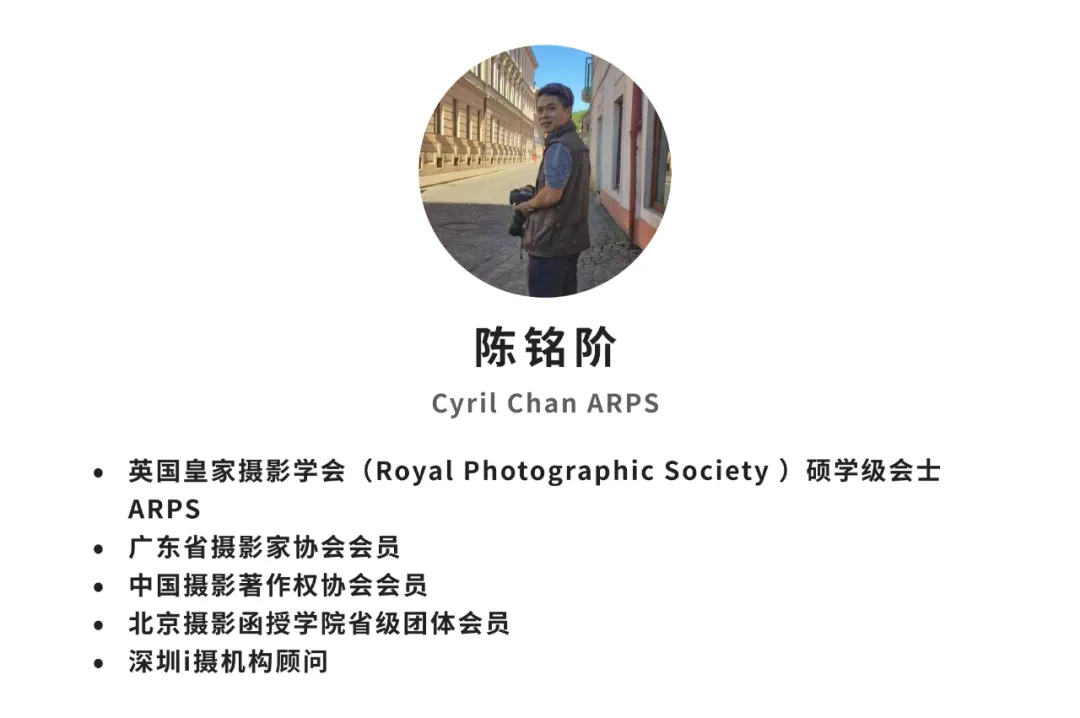 陈铭阶
Cyril Chan ARPS
• 英国皇家摄影学会（Royal Photographic Society ）硕学级会士
ARPS
• 广东省摄影家协会会员
• 中国摄影著作权协会会员
• 北京摄影函授学院省级团体会员
• 深圳i摄机构顾问